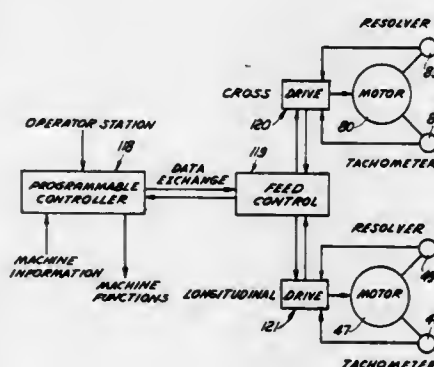 RESOLVER
CROSS
DRIVE
MOTOR
80
120
OPERATOR STATION
118
119
TACHOMETER
DATA
EXCHANGE
PROGRAMMABLE
CONTROLLER
FEED
CONTROL
RESOLVER
MACHINE
INFORMATION
MACHINE
FUNCTIONS
LONGITUDINAL
DRIVE
MOTOR
47
121
TACHOMETER